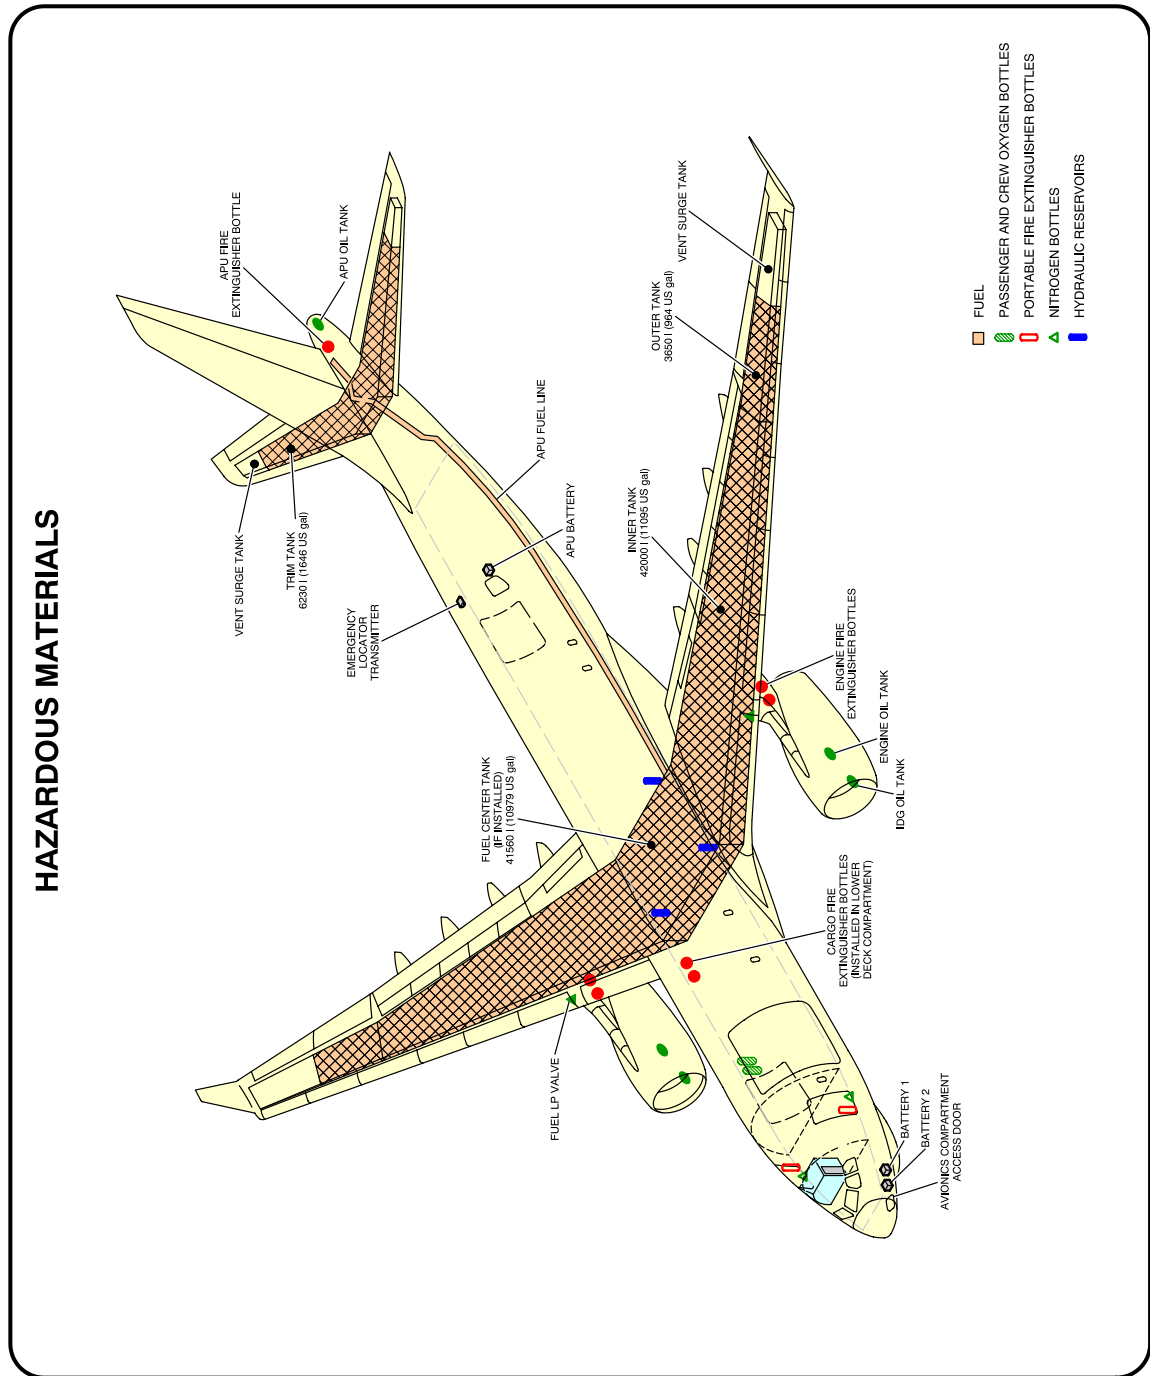 HAZARDOUS MATERIALS
APU FIRE
EXTINGUISHER BOTTLE
APU OIL TANK
VENT SURGE TANK
TRIM TANK
6230 l (1646 US gal)
EMERGENCY
LOCATOR
TRANSMITTER
APU FUEL LINE
APU BATTERY
VENT SURGE TANK
OUTER TANK
3650 l (964 US gal)
INNER TANK
42000 l (11095 US gal)
FUEL CENTER TANK
(IF INSTALLED)
41560 l (10979 US gal)
ENGINE FIRE
EXTINGUISHER BOTTLES
ENGINE OIL TANK
IDG OIL TANK
CARGO FIRE
EXTINGUISHER BOTTLES
(INSTALLED IN LOWER
DECK COMPARTMENT)
FUEL LP VALVE
BATTERY 1
BATTERY 2
AVIONICS COMPARTMENT
ACCESS DOOR
FUEL
PASSENGER AND CREW OXYGEN BOTTLES
PORTABLE FIRE EXTINGUISHER BOTTLES
NITROGEN BOTTLES
HYDRAULIC RESERVOIRS